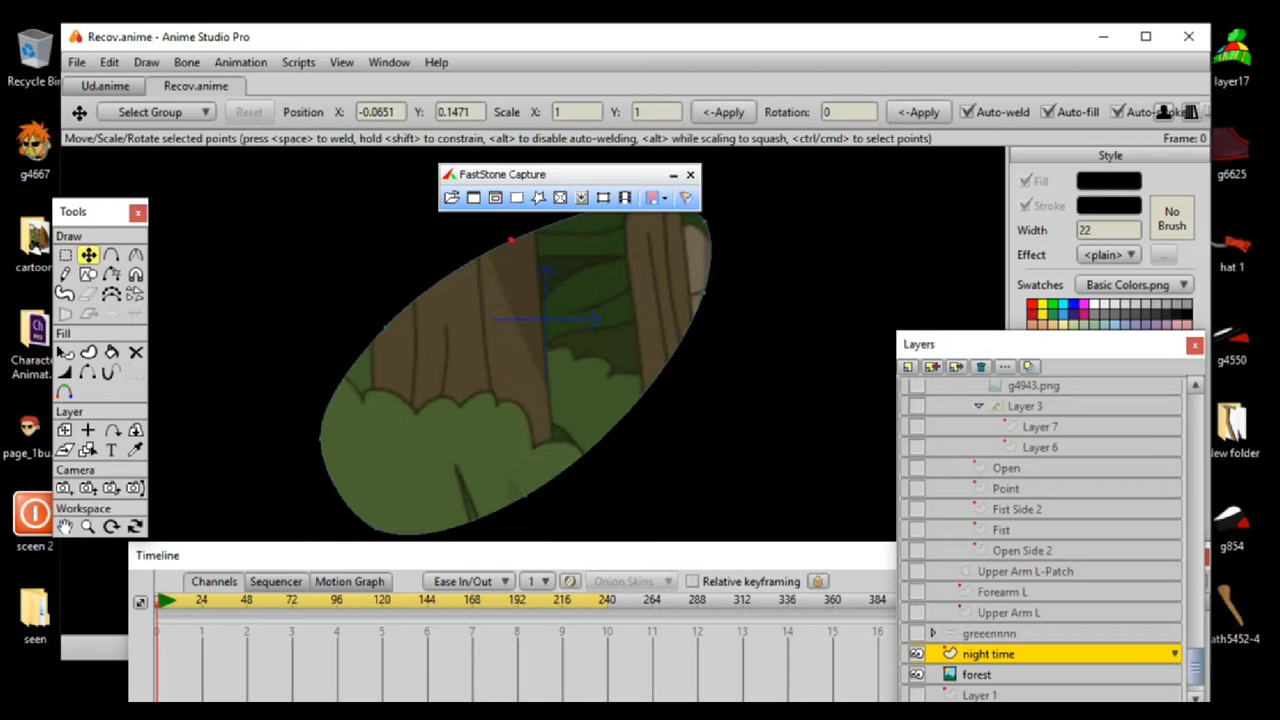 Recov.anime - Anime Studio Pro
File Edit Draw Bone Animation Scripts View Window Help
Ud.anime Recov.anime
Select Group Reset Position X: -0.0651 Y: 0.1471 Scale X: 1 Y: 1 <-Apply Rotation: 0 <-Apply Auto-weld Auto-fill
Move/Scale/Rotate selected points (press <space> to weld, hold <shift> to constrain, <alt> to disable auto-welding, <alt> while scaling to squash, <ctrl/cmd> to select points) Frame: 0
FastStone Capture
Style
Fill
Stroke
Width 22
No
Brush
Effect <plain> ...
Swatches Basic Colors.png
Tools
Draw
Fill
Layer
Camera
Workspace
Layers
g4943.png
Layer 3
Layer 7
Layer 6
Open
Point
Fist Side 2
Fist
Open Side 2
Upper Arm L-Patch
Forearm L
Upper Arm L
greeennnn
night time
forest
Layer 1
Timeline
Channels Sequencer Motion Graph Ease In/Out 1 Onion Skins Relative keyframing
24 48 72 96 120 144 168 192 216 240 264 288 312 336 360 384
0 1 2 3 4 5 6 7 8 9 10 11 12 13 14 15 16
Recycle Bin
g4667
cartoon
Charact
Animat...
page_1bu...
sceen 2
seen
layer17
g6625
hat 1
g4550
New folder
g854
ath5452-4